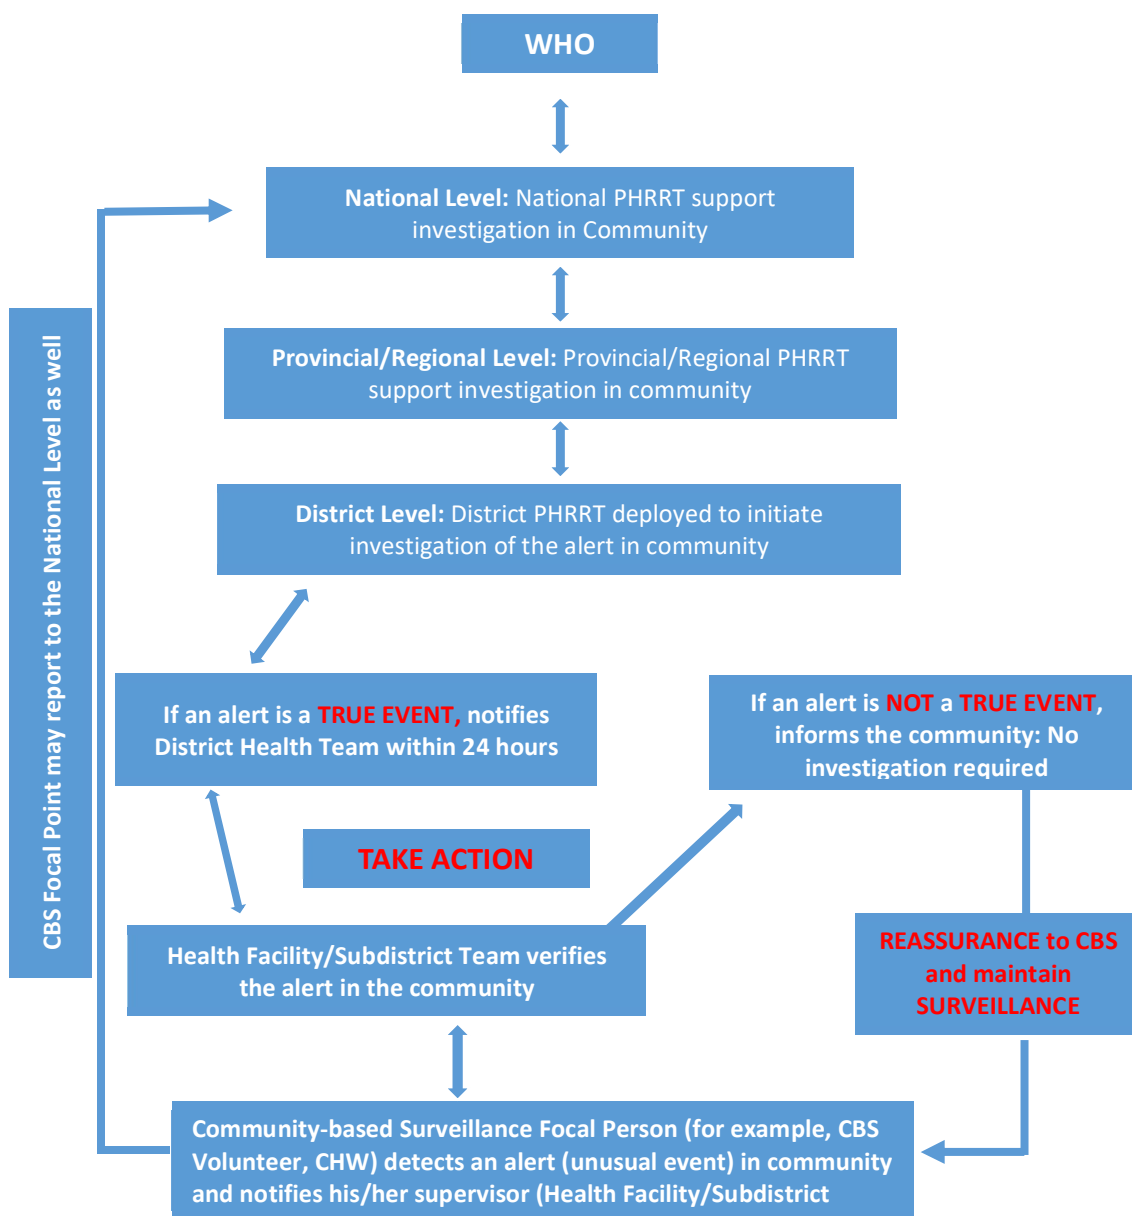 WHO
National Level: National PHRRT support
investigation in Community
Provincial/Regional Level: Provincial/Regional PHRRT
support investigation in community
District Level: District PHRRT deployed to initiate
investigation of the alert in community
CBS Focal Point may report to the National Level as well
If an alert is a TRUE EVENT, notifies
District Health Team within 24 hours
If an alert is NOT a TRUE EVENT,
informs the community: No
investigation required
TAKE ACTION
Health Facility/Subdistrict Team verifies
the alert in the community
REASSURANCE to CBS
and maintain
SURVEILLANCE
Community-based Surveillance Focal Person (for example, CBS
Volunteer, CHW) detects an alert (unusual event) in community
and notifies his/her supervisor (Health Facility/Subdistrict